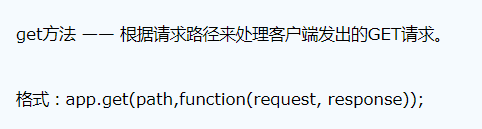 get方法 —— 根据请求路径来处理客户端发出的GET请求。
格式：app.get(path,function(request, response));